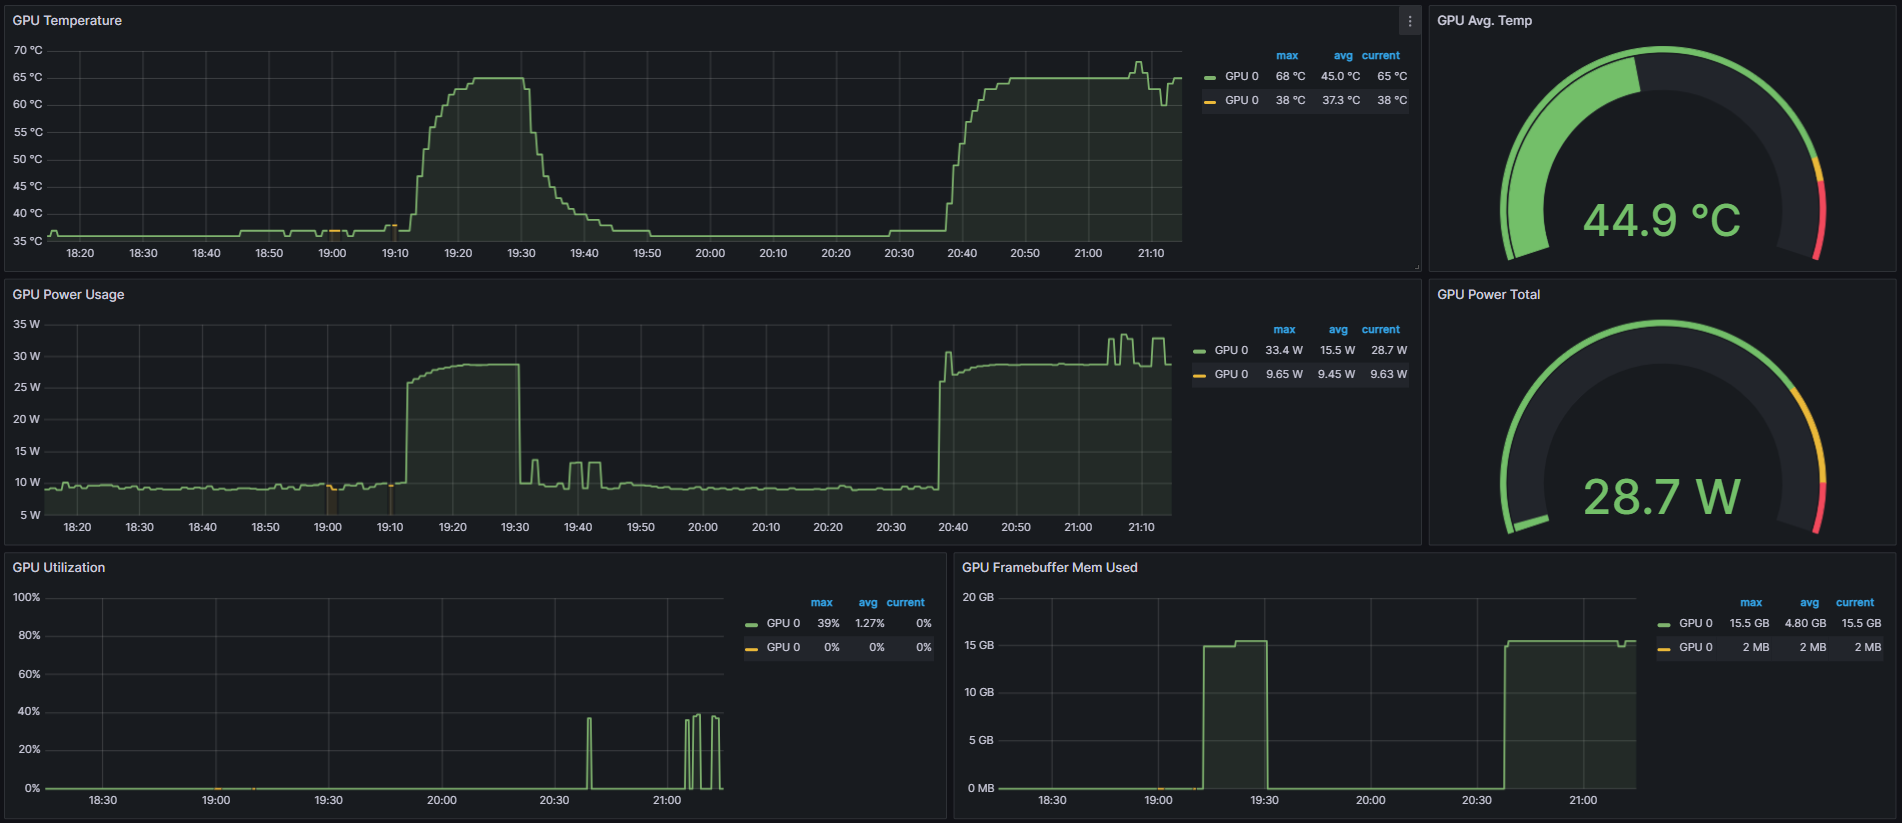 GPU Temperature
70 °C
65 °C
60 °C
55 °C
50 °C
45 °C
40 °C
35 °C
18:20 18:30 18:40 18:50 19:00 19:10 19:20 19:30 19:40 19:50 20:00 20:10 20:20 20:30 20:40 20:50 21:00 21:10
max avg current
GPU 0 68 °C 45.0 °C 65 °C
GPU 0 38 °C 37.3 °C 38 °C
GPU Avg. Temp
44.9 °C
GPU Power Usage
35 W
30 W
25 W
20 W
15 W
10 W
5 W
18:20 18:30 18:40 18:50 19:00 19:10 19:20 19:30 19:40 19:50 20:00 20:10 20:20 20:30 20:40 20:50 21:00 21:10
max avg current
GPU 0 33.4 W 15.5 W 28.7 W
GPU 0 9.65 W 9.45 W 9.63 W
GPU Power Total
28.7 W
GPU Utilization
100%
80%
60%
40%
20%
0%
18:30 19:00 19:30 20:00 20:30 21:00
max avg current
GPU 0 39% 1.27% 0%
GPU 0 0% 0% 0%
GPU Framebuffer Mem Used
20 GB
15 GB
10 GB
5 GB
0 MB
18:30 19:00 19:30 20:00 20:30 21:00
max avg current
GPU 0 15.5 GB 4.80 GB 15.5 GB
GPU 0 2 MB 2 MB 2 MB